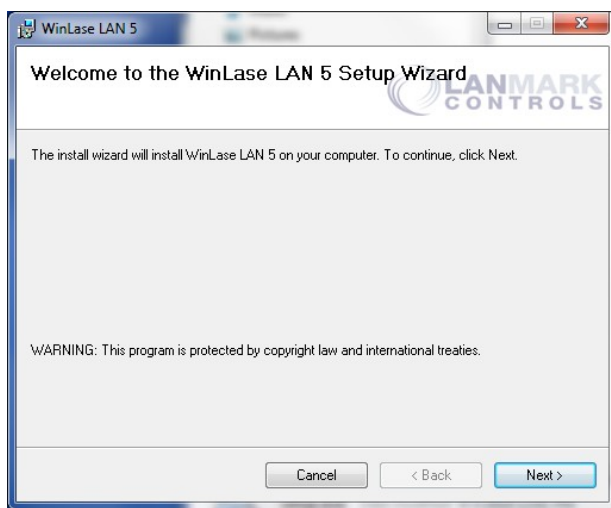 WinLase LAN 5
Welcome to the WinLase LAN 5 Setup Wizard
LANMARK
CONTROLS
The install wizard will install WinLase LAN 5 on your computer. To continue, click Next.
WARNING: This program is protected by copyright law and international treaties.
Cancel
< Back
Next >